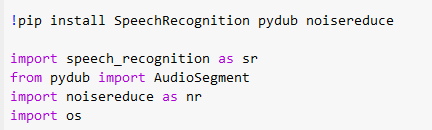 !pip install SpeechRecognition pydub noisereduce
import speech_recognition as sr
from pydub import AudioSegment
import noisereduce as nr
import os